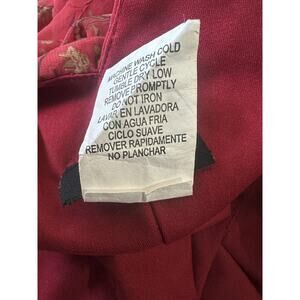 MACHINE WASH COLD
GENTLE CYCLE
TUMBLE DRY LOW
REMOVE PROMPTLY
DO NOT IRON
LAVAR, EN LAVADORA
CON AGUA FRIA
CICLO SUAVE
REMOVER RAPIDAMENTE
NO PLANCHAR